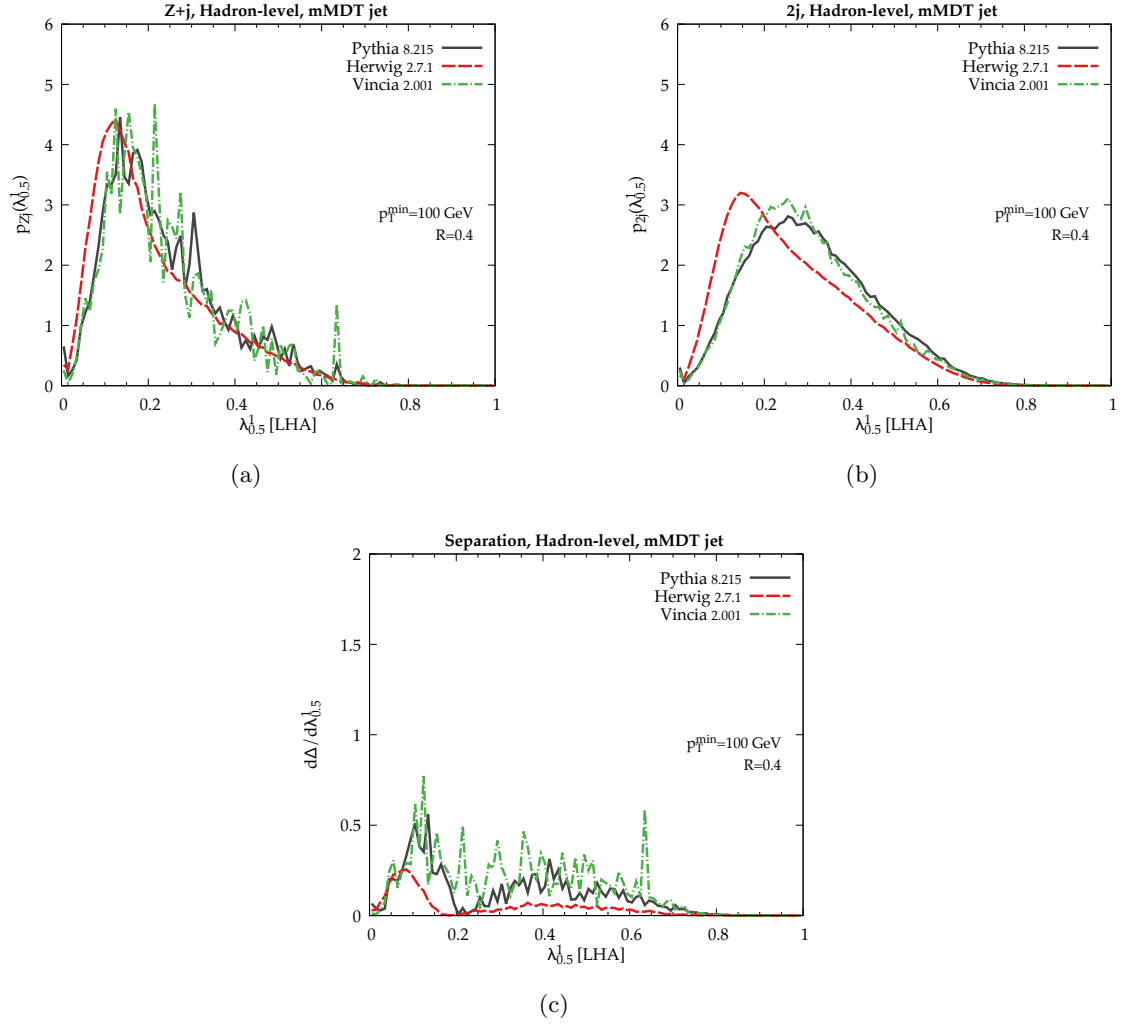 Z+j, Hadron-level, mMDT jet
6
5
4
3
2
1
0
p_Zj(λ^1_0.5)
Pythia 8.215
Herwig 2.7.1
Vincia 2.001
p_T^min=100 GeV
R=0.4
0 0.2 0.4 0.6 0.8 1
λ^1_0.5 [LHA]
(a)
2j, Hadron-level, mMDT jet
6
5
4
3
2
1
0
p_2j(λ^1_0.5)
Pythia 8.215
Herwig 2.7.1
Vincia 2.001
p_T^min=100 GeV
R=0.4
0 0.2 0.4 0.6 0.8 1
λ^1_0.5 [LHA]
(b)
Separation, Hadron-level, mMDT jet
2
1.5
1
0.5
0
dΔ/dλ^1_0.5
Pythia 8.215
Herwig 2.7.1
Vincia 2.001
p_T^min=100 GeV
R=0.4
0 0.2 0.4 0.6 0.8 1
λ^1_0.5 [LHA]
(c)